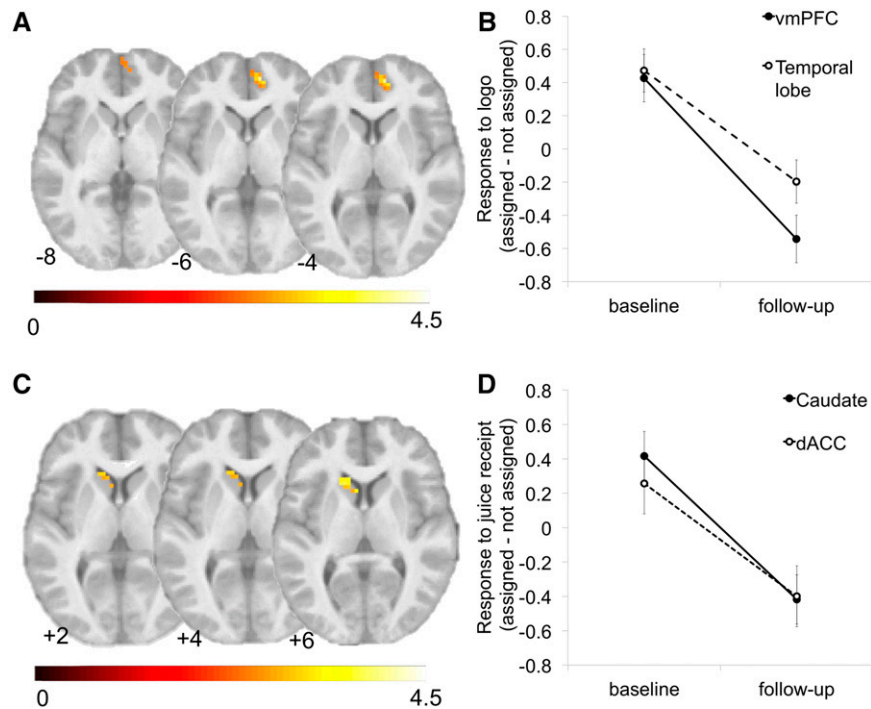 A
-8
-6
-4
0
4.5
B
Response to logo
(assigned - not assigned)
0.8
0.6
0.4
0.2
0
-0.2
-0.4
-0.6
-0.8
vmPFC
Temporal
lobe
baseline
follow-up
C
+2
+4
+6
0
4.5
D
Response to juice receipt
(assigned - not assigned)
0.8
0.6
0.4
0.2
0
-0.2
-0.4
-0.6
-0.8
Caudate
dACC
baseline
follow-up